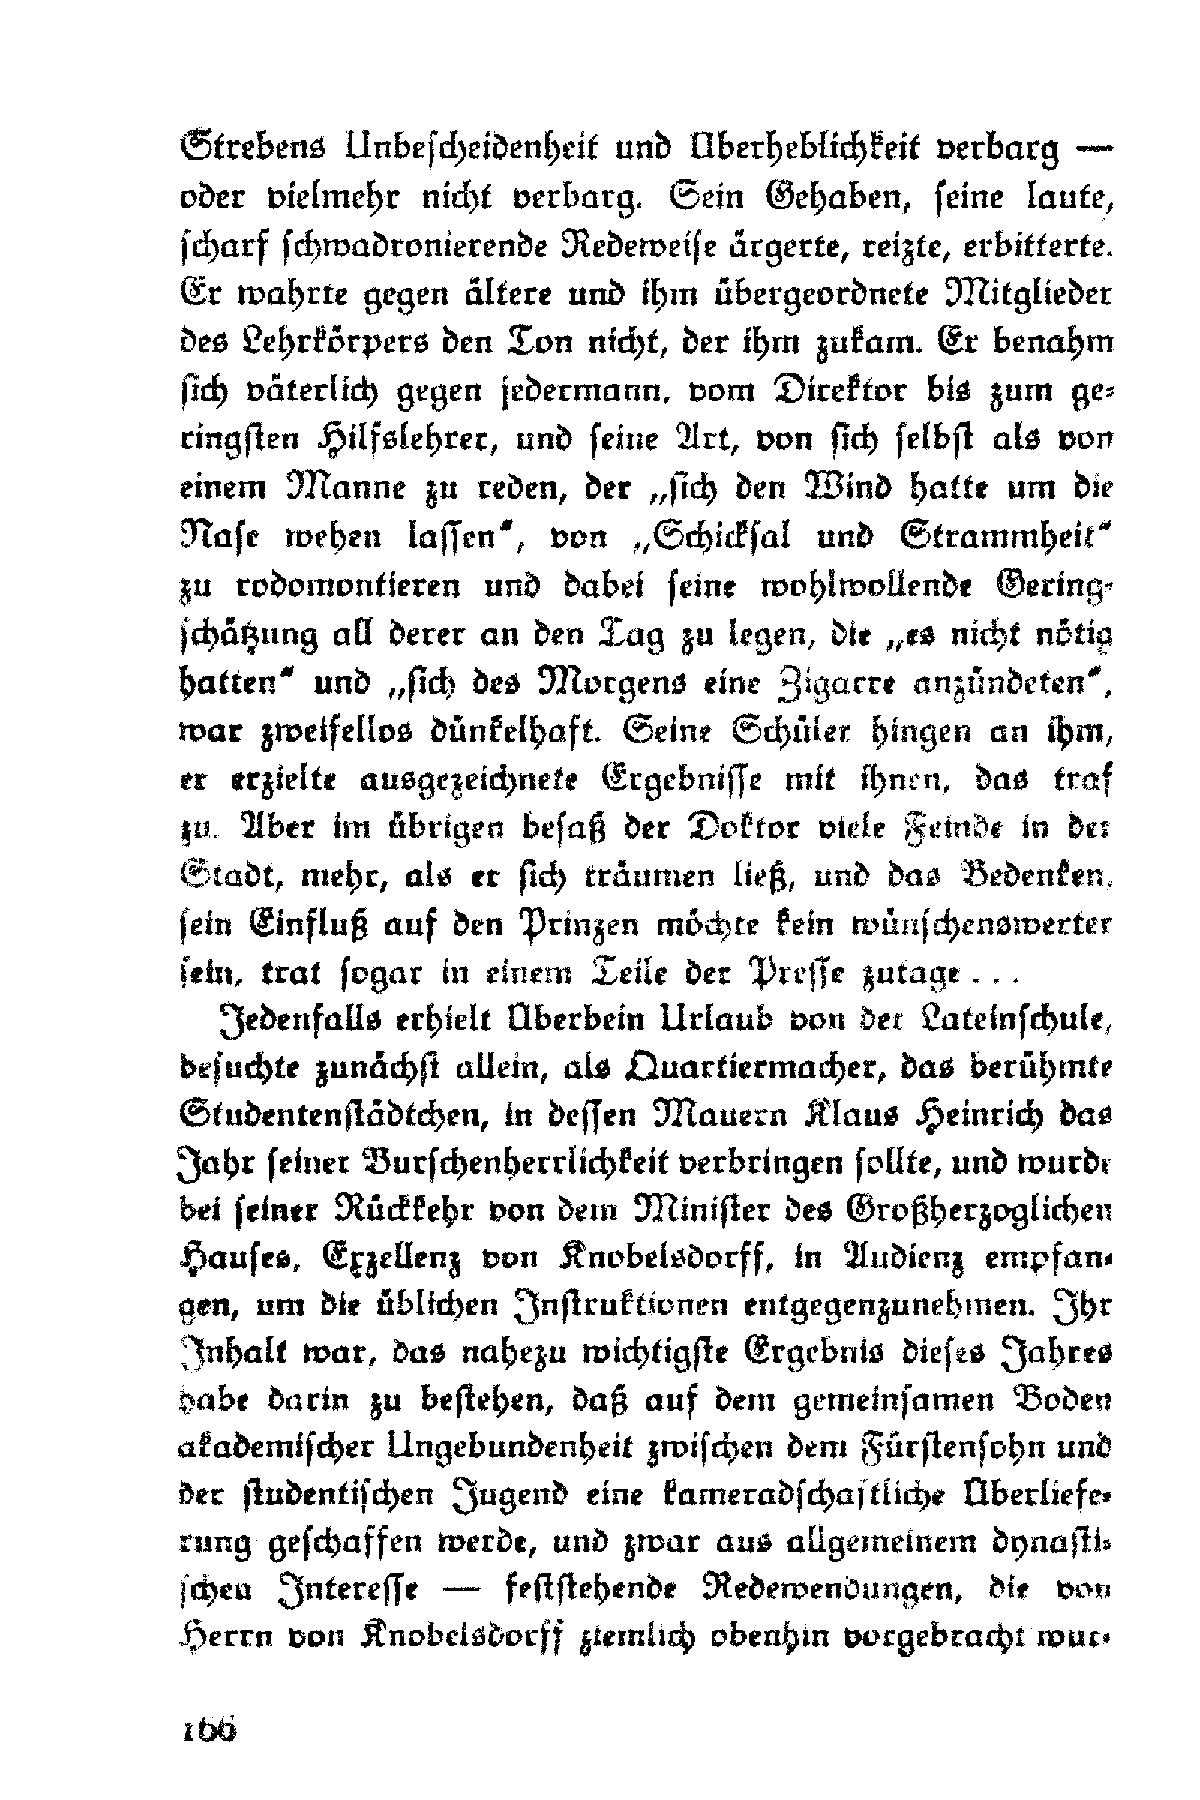 Strebens Unbescheidenheit und Überheblichkeit verbarg —
oder vielmehr nicht verbarg. Sein Gehaben, seine laute,
scharf schwadronierende Redeweise ärgerte, reizte, erbitterte.
Er wahrte gegen ältere und ihm übergeordnete Mitglieder
des Lehrkörpers den Ton nicht, der ihm zukam. Er benahm
sich väterlich gegen jedermann, vom Direktor bis zum ge-
ringsten Hilfslehrer, und seine Art, von sich selbst als von
einem Manne zu reden, der „sich den Wind hatte um die
Nase wehen lassen“, von „Schicksal und Strammheit“
zu rodomontieren und dabei seine wohlwollende Gering-
schätzung all derer an den Tag zu legen, die „es nicht nötig
hatten“ und „sich des Morgens eine Zigarre anzündeten“,
war zweifellos dünkelhaft. Seine Schüler hingen an ihm,
er erzielte ausgezeichnete Ergebnisse mit ihnen, das traf
zu. Aber im übrigen besaß der Doktor viele Feinde in der
Stadt, mehr, als er sich träumen ließ, und das Bedenken,
sein Einfluß auf den Prinzen möchte kein wünschenswerter
sein, trat sogar in einem Teile der Presse zutage . . .
Jedenfalls erhielt Überbein Urlaub von der Lateinschule,
besuchte zunächst allein, als Quartiermacher, das berühmte
Studentenstädtchen, in dessen Mauern Klaus Heinrich das
Jahr seiner Burschenherrlichkeit verbringen sollte, und wurde
bei seiner Rückkehr von dem Minister des Großherzoglichen
Hauses, Exzellenz von Knobelsdorff, in Audienz empfan-
gen, um die üblichen Instruktionen entgegenzunehmen. Ihr
Inhalt war, das nahezu wichtigste Ergebnis dieses Jahres
habe darin zu bestehen, daß auf dem gemeinsamen Boden
akademischer Ungebundenheit zwischen dem Fürstensohn und
der studentischen Jugend eine kameradschaftliche Überliefe-
rung geschaffen werde, und zwar aus allgemeinem dynasti-
schen Interesse — feststehende Redewendungen, die von
Herrn von Knobelsdorff ziemlich obenhin vorgebracht wur-
166